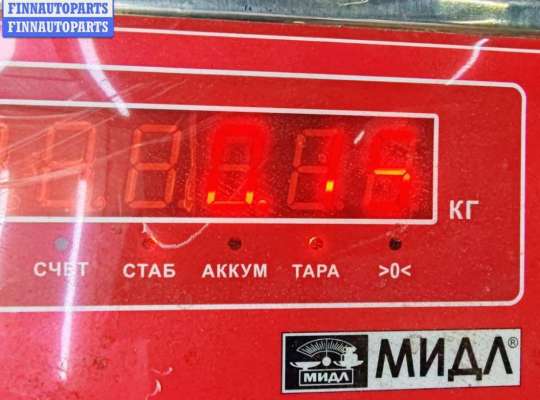 FINNAUTOPARTS
FINNAUTOPARTS
КГ
СЧЕТ СТАБ АККУМ ТАРА >0<
МИДЛ МИДЛ®